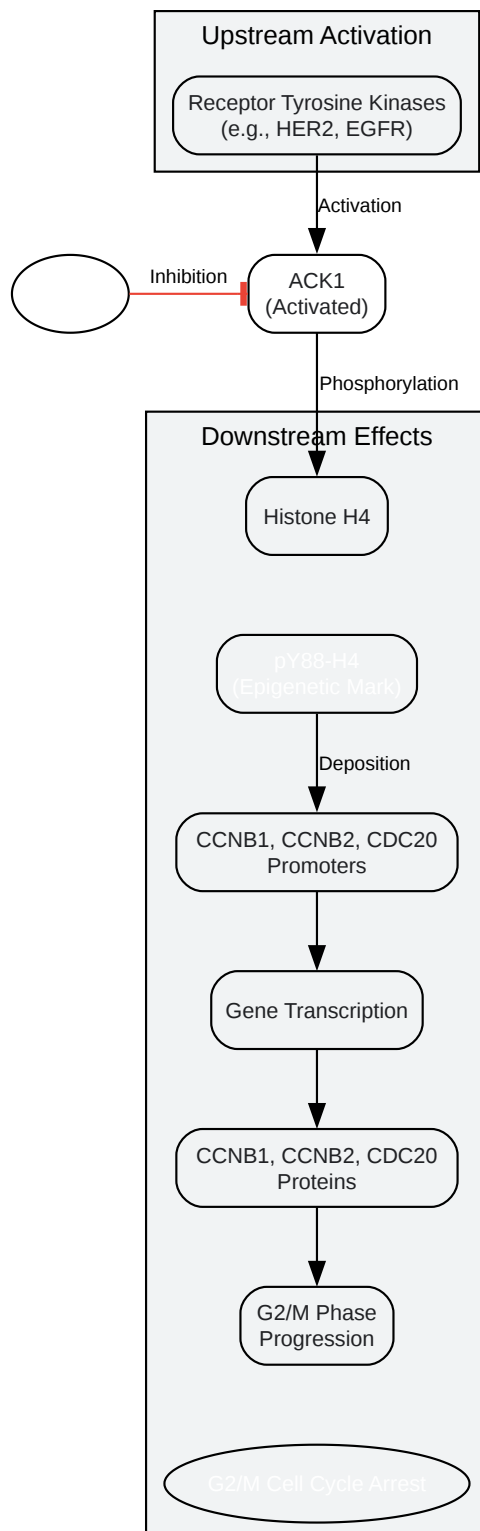 Upstream Activation
Receptor Tyrosine Kinases
(e.g., HER2, EGFR)
Activation
Inhibition
ACK1
(Activated)
Phosphorylation
Downstream Effects
Histone H4
pY88-H4
(Epigenetic Mark)
Deposition
CCNB1, CCNB2, CDC20
Promoters
Gene Transcription
CCNB1, CCNB2, CDC20
Proteins
G2/M Phase
Progression
G2/M Cell Cycle Arrest